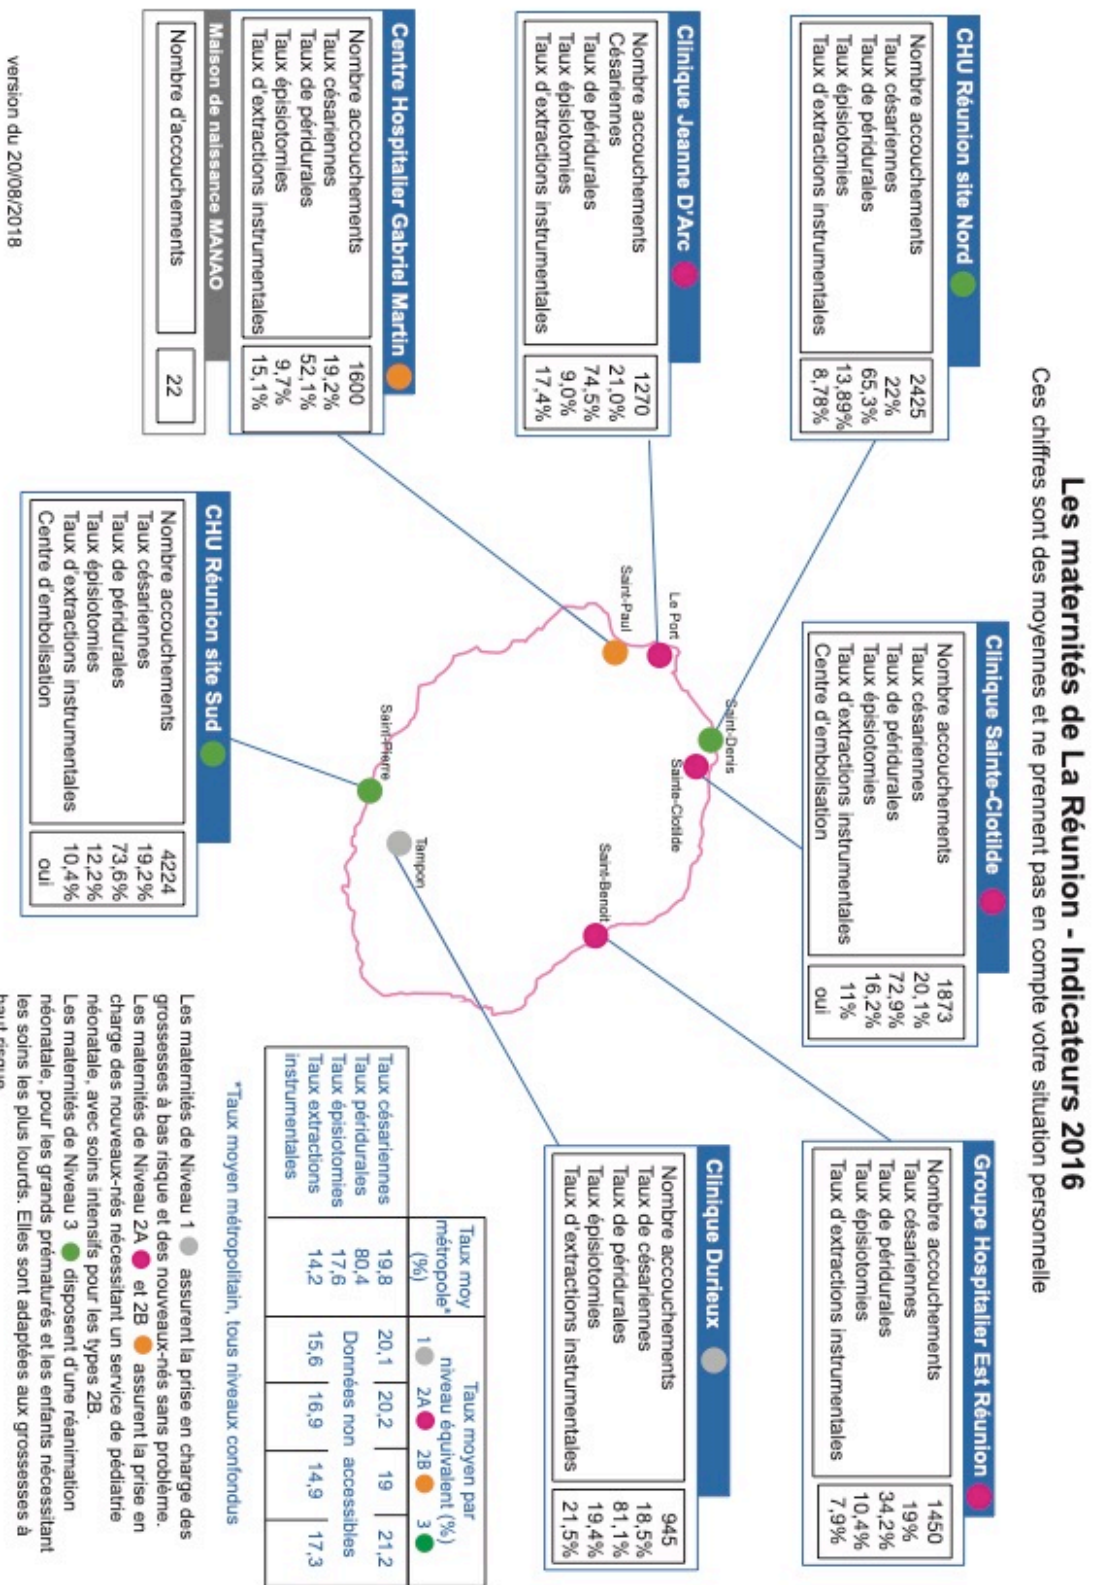 Les maternités de La Réunion - Indicateurs 2016
Ces chiffres sont des moyennes et ne prennent pas en compte votre situation personnelle
CHU Réunion site Nord
Nombre accouchements 2425
Taux césariennes 22%
Taux de péridurales 65,3%
Taux épisiotomies 13,89%
Taux d'extractions instrumentales 8,78%
Clinique Sainte-Clotilde
Nombre accouchements 1873
Taux césariennes 20,1%
Taux de péridurales 72,9%
Taux épisiotomies 16,2%
Taux d'extractions instrumentales 11%
Centre d'embolisation oui
Groupe Hospitalier Est Réunion
Nombre accouchements 1450
Taux césariennes 19%
Taux de péridurales 34,2%
Taux épisiotomies 10,4%
Taux d'extractions instrumentales 7,9%
Clinique Jeanne D'Arc
Nombre accouchements 1270
Césariennes 21,0%
Taux de péridurales 74,5%
Taux épisiotomies 9,0%
Taux d'extractions instrumentales 17,4%
Saint-Denis
Sainte-Clotilde
Le Port
Saint-Paul
Saint-Benoit
Tampon
Saint-Pierre
Clinique Durieux
Nombre accouchements 945
Taux de césariennes 18,5%
Taux de péridurales 81,1%
Taux épisiotomies 19,4%
Taux d'extractions instrumentales 21,5%
Centre Hospitalier Gabriel Martin
Nombre accouchements 1600
Taux césariennes 19,2%
Taux de péridurales 52,1%
Taux épisiotomies 9,7%
Taux d'extractions instrumentales 15,1%
Maison de naissance MANAO
Nombre d'accouchements 22
CHU Réunion site Sud
Nombre accouchements 4224
Taux césariennes 19,2%
Taux de péridurales 73,6%
Taux épisiotomies 12,2%
Taux d'extractions instrumentales 10,4%
Centre d'embolisation oui
Taux moy métropole* (%)
Taux moyen par niveau équivalent (%)
1 2A 2B 3
Taux césariennes 19,8 20,1 20,2 19 21,2
Taux péridurales 80,4 Données non accessibles
Taux épisiotomies 17,6
Taux extractions instrumentales 14,2 15,6 16,9 14,9 17,3
*Taux moyen métropolitain, tous niveaux confondus
Les maternités de Niveau 1 assurent la prise en charge des
grossesses à bas risque et des nouveaux-nés sans problème.
Les maternités de Niveau 2A et 2B assurent la prise en
charge des nouveaux-nés nécessitant un service de pédiatrie
néonatale, avec soins intensifs pour les types 2B.
Les maternités de Niveau 3 disposent d'une réanimation
néonatale, pour les grands prématurés et les enfants nécessitant
les soins les plus lourds. Elles sont adaptées aux grossesses à
haut risque
version du 20/08/2018